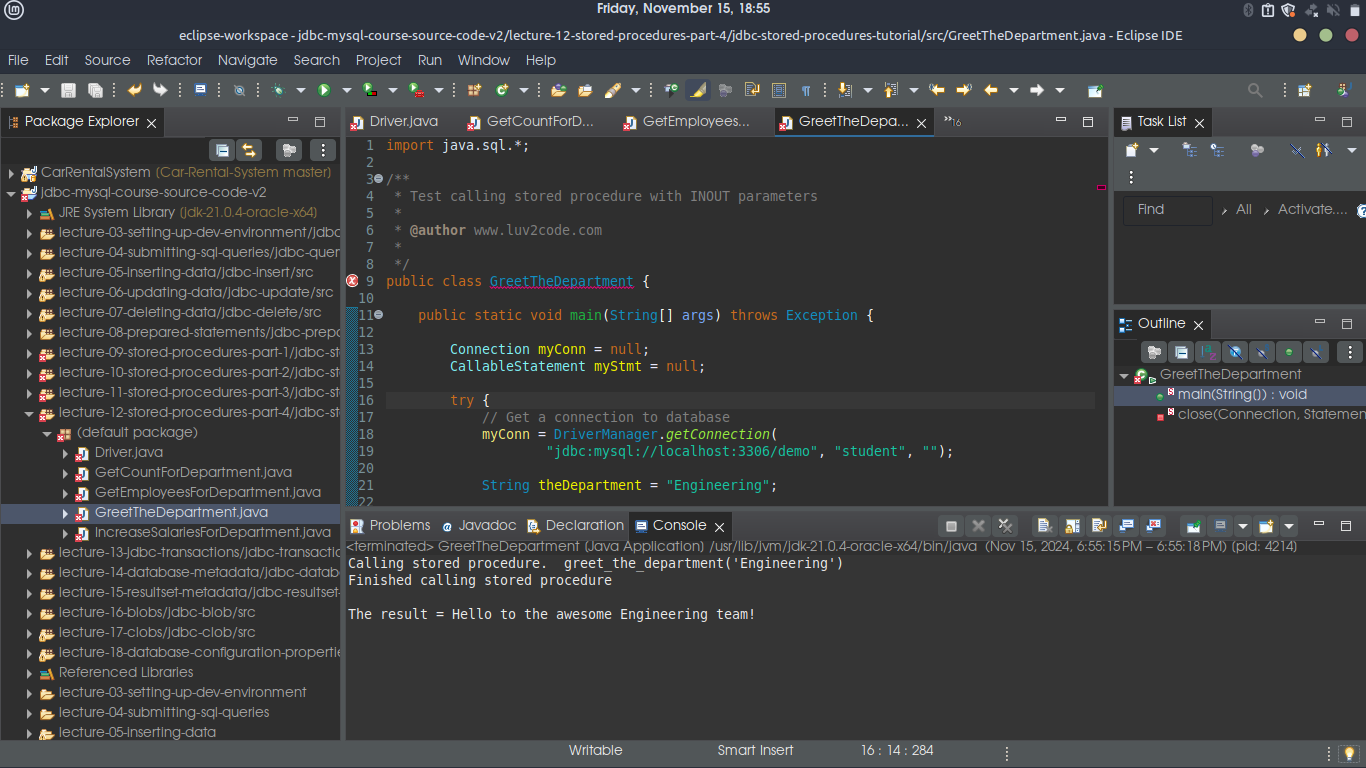 Friday, November 15, 18:55
eclipse-workspace - jdbc-mysql-course-source-code-v2/lecture-12-stored-procedures-part-4/jdbc-stored-procedures-tutorial/src/GreetTheDepartment.java - Eclipse IDE
File Edit Source Refactor Navigate Search Project Run Window Help
Package Explorer
CarRentalSystem [Car-Rental-System master]
jdbc-mysql-course-source-code-v2
JRE System Library [jdk-21.0.4-oracle-x64]
lecture-03-setting-up-dev-environment/jdbc
lecture-04-submitting-sql-queries/jdbc-quer
lecture-05-inserting-data/jdbc-insert/src
lecture-06-updating-data/jdbc-update/src
lecture-07-deleting-data/jdbc-delete/src
lecture-08-prepared-statements/jdbc-prepa
lecture-09-stored-procedures-part-1/jdbc-st
lecture-10-stored-procedures-part-2/jdbc-st
lecture-11-stored-procedures-part-3/jdbc-st
lecture-12-stored-procedures-part-4/jdbc-st
(default package)
Driver.java
GetCountForDepartment.java
GetEmployeesForDepartment.java
GreetTheDepartment.java
IncreaseSalariesForDepartment.java
lecture-13-jdbc-transactions/jdbc-transactic
lecture-14-database-metadata/jdbc-datab
lecture-15-resultset-metadata/jdbc-resultset-
lecture-16-blobs/jdbc-blob/src
lecture-17-clobs/jdbc-clob/src
lecture-18-database-configuration-propertie
Referenced Libraries
lecture-03-setting-up-dev-environment
lecture-04-submitting-sql-queries
lecture-05-inserting-data
Driver.java GetCountForD... GetEmployees... GreetTheDepa... 16
1 import java.sql.*;
2
3 /**
4 * Test calling stored procedure with INOUT parameters
5 *
6 * @author www.luv2code.com
7 *
8 */
9 public class GreetTheDepartment {
10
11 public static void main(String[] args) throws Exception {
12
13 Connection myConn = null;
14 CallableStatement myStmt = null;
15
16 try {
17 // Get a connection to database
18 myConn = DriverManager.getConnection(
19 "jdbc:mysql://localhost:3306/demo", "student", "");
20
21 String theDepartment = "Engineering";
22
Task List
Find All Activate....
Outline
GreetTheDepartment
main(String[]) : void
close(Connection, Statemen
Problems Javadoc Declaration Console
<terminated> GreetTheDepartment [Java Application] /usr/lib/jvm/jdk-21.0.4-oracle-x64/bin/java (Nov 15, 2024, 6:55:15 PM – 6:55:18 PM) [pid: 4214]
Calling stored procedure. greet_the_department('Engineering')
Finished calling stored procedure
The result = Hello to the awesome Engineering team!
Writable Smart Insert 16 : 14 : 284